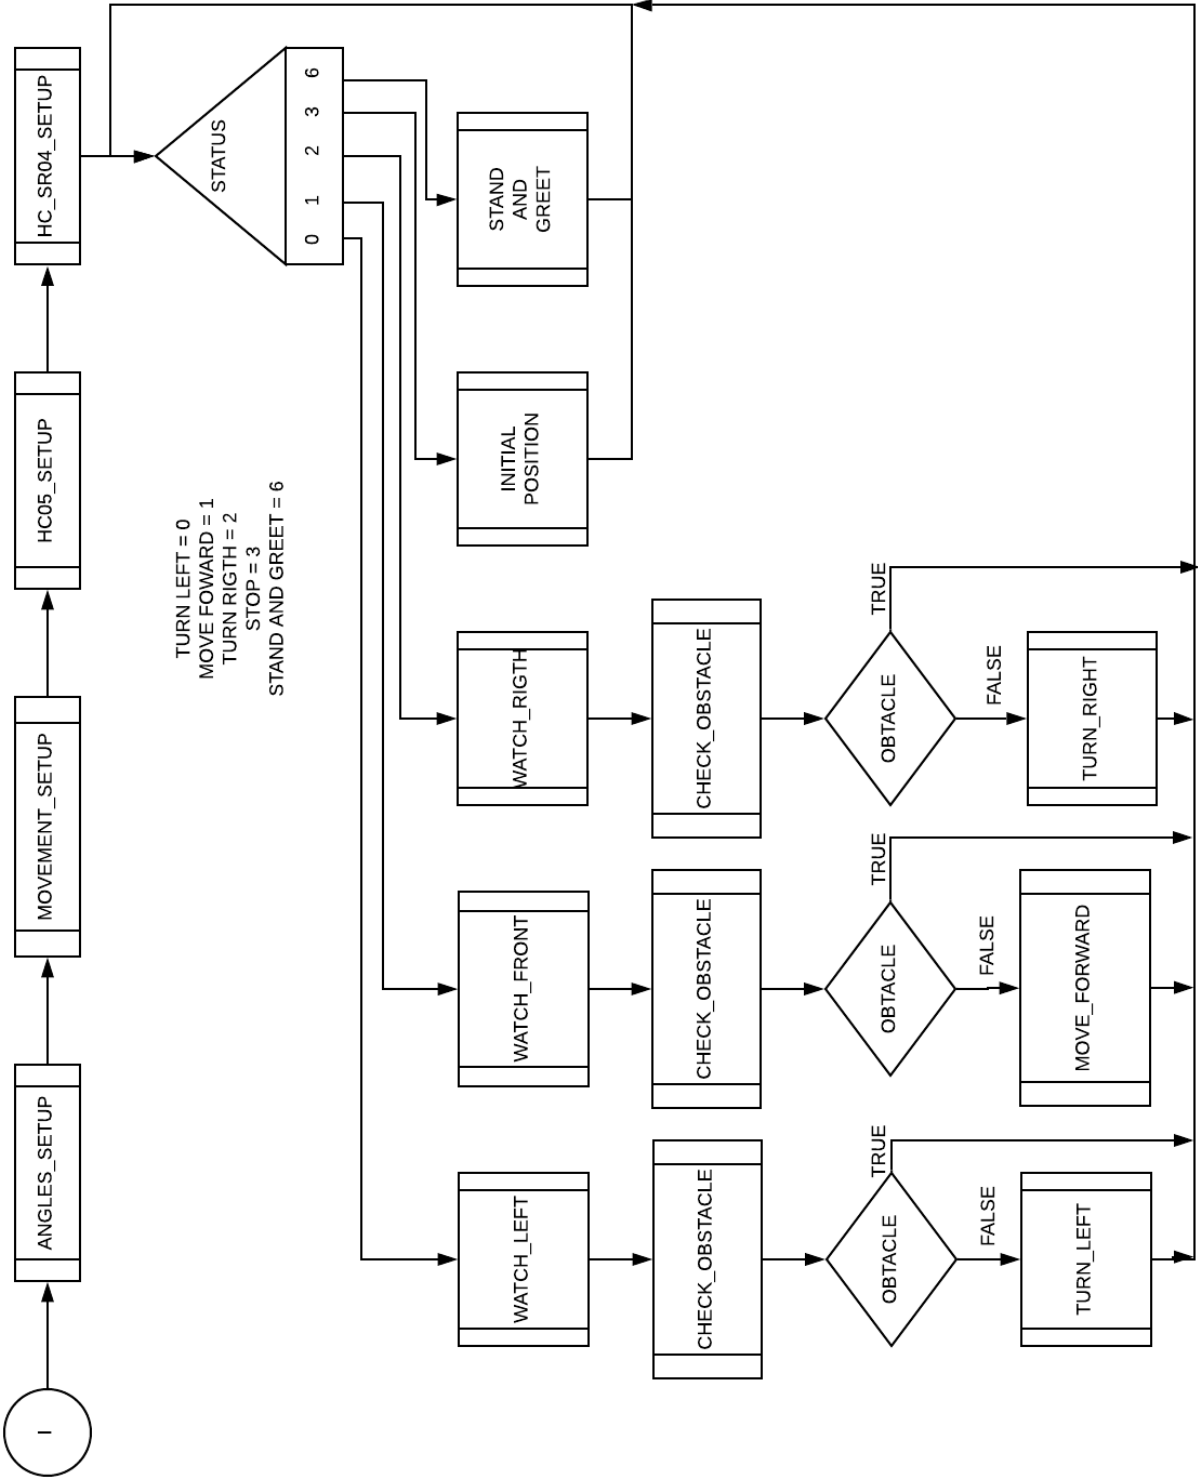 I
ANGLES_SETUP
MOVEMENT_SETUP
HC05_SETUP
HC_SR04_SETUP
TURN LEFT = 0
MOVE FOWARD = 1
TURN RIGTH = 2
STOP = 3
STAND AND GREET = 6
STATUS
0 1 2 3 6
WATCH_LEFT
WATCH_FRONT
WATCH_RIGTH
INITIAL
POSITION
STAND
AND
GREET
CHECK_OBSTACLE
CHECK_OBSTACLE
CHECK_OBSTACLE
OBTACLE
TRUE
OBTACLE
TRUE
OBTACLE
TRUE
FALSE
FALSE
FALSE
TURN_LEFT
MOVE_FORWARD
TURN_RIGHT